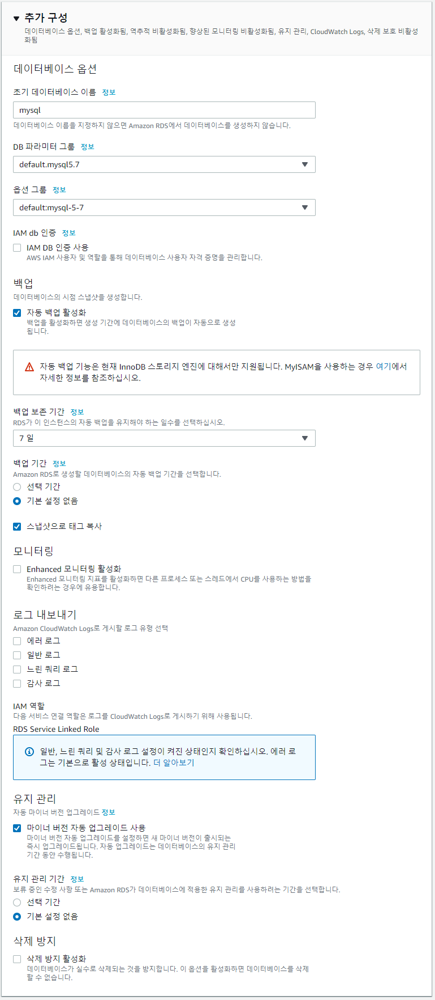 추가 구성
데이터베이스 옵션, 백업 활성화됨, 역추적 비활성화됨, 향상된 모니터링 비활성화됨, 유지 관리, CloudWatch Logs, 삭제 보호 비활성
화됨
데이터베이스 옵션
초기 데이터베이스 이름 정보
mysql
데이터베이스 이름을 지정하지 않으면 Amazon RDS에서 데이터베이스를 생성하지 않습니다.
DB 파라미터 그룹 정보
default.mysql5.7
옵션 그룹 정보
default:mysql-5-7
IAM db 인증 정보
IAM DB 인증 사용
AWS IAM 사용자 및 역할을 통해 데이터베이스 사용자 자격 증명을 관리합니다.
백업
데이터베이스의 시점 스냅샷을 생성합니다.
자동 백업 활성화
백업을 활성화하면 생성 기간에 데이터베이스의 백업이 자동으로 생성
됩니다.
자동 백업 기능은 현재 InnoDB 스토리지 엔진에 대해서만 지원됩니다. MyISAM을 사용하는 경우 여기에서
자세한 정보를 참조하십시오.
백업 보존 기간 정보
RDS가 이 인스턴스의 자동 백업을 유지해야 하는 일수를 선택하십시오.
7 일
백업 기간 정보
Amazon RDS로 생성할 데이터베이스의 자동 백업 기간을 선택합니다.
선택 기간
기본 설정 없음
스냅샷으로 태그 복사
모니터링
Enhanced 모니터링 활성화
Enhanced 모니터링 지표를 활성화하면 다른 프로세스 또는 스레드에서 CPU를 사용하는 방법을
확인하려는 경우에 유용합니다.
로그 내보내기
Amazon CloudWatch Logs로 게시할 로그 유형 선택
에러 로그
일반 로그
느린 쿼리 로그
감사 로그
IAM 역할
다음 서비스 연결 역할은 로그를 CloudWatch Logs로 게시하기 위해 사용됩니다.
RDS Service Linked Role
일반, 느린 쿼리 및 감사 로그 설정이 켜진 상태인지 확인하십시오. 에러 로
그는 기본으로 활성 상태입니다. 더 알아보기
유지 관리
자동 마이너 버전 업그레이드 정보
마이너 버전 자동 업그레이드 사용
마이너 버전 자동 업그레이드를 설정하면 새 마이너 버전이 출시되는
즉시 업그레이드됩니다. 자동 업그레이드는 데이터베이스의 유지 관리
기간 동안 수행됩니다.
유지 관리 기간 정보
보류 중인 수정 사항 또는 Amazon RDS가 데이터베이스에 적용한 유지 관리를 사용하려는 기간을 선택합니다.
선택 기간
기본 설정 없음
삭제 방지
삭제 방지 활성화
데이터베이스가 실수로 삭제되는 것을 방지합니다. 이 옵션을 활성화하면 데이터베이스를 삭제
할 수 없습니다.